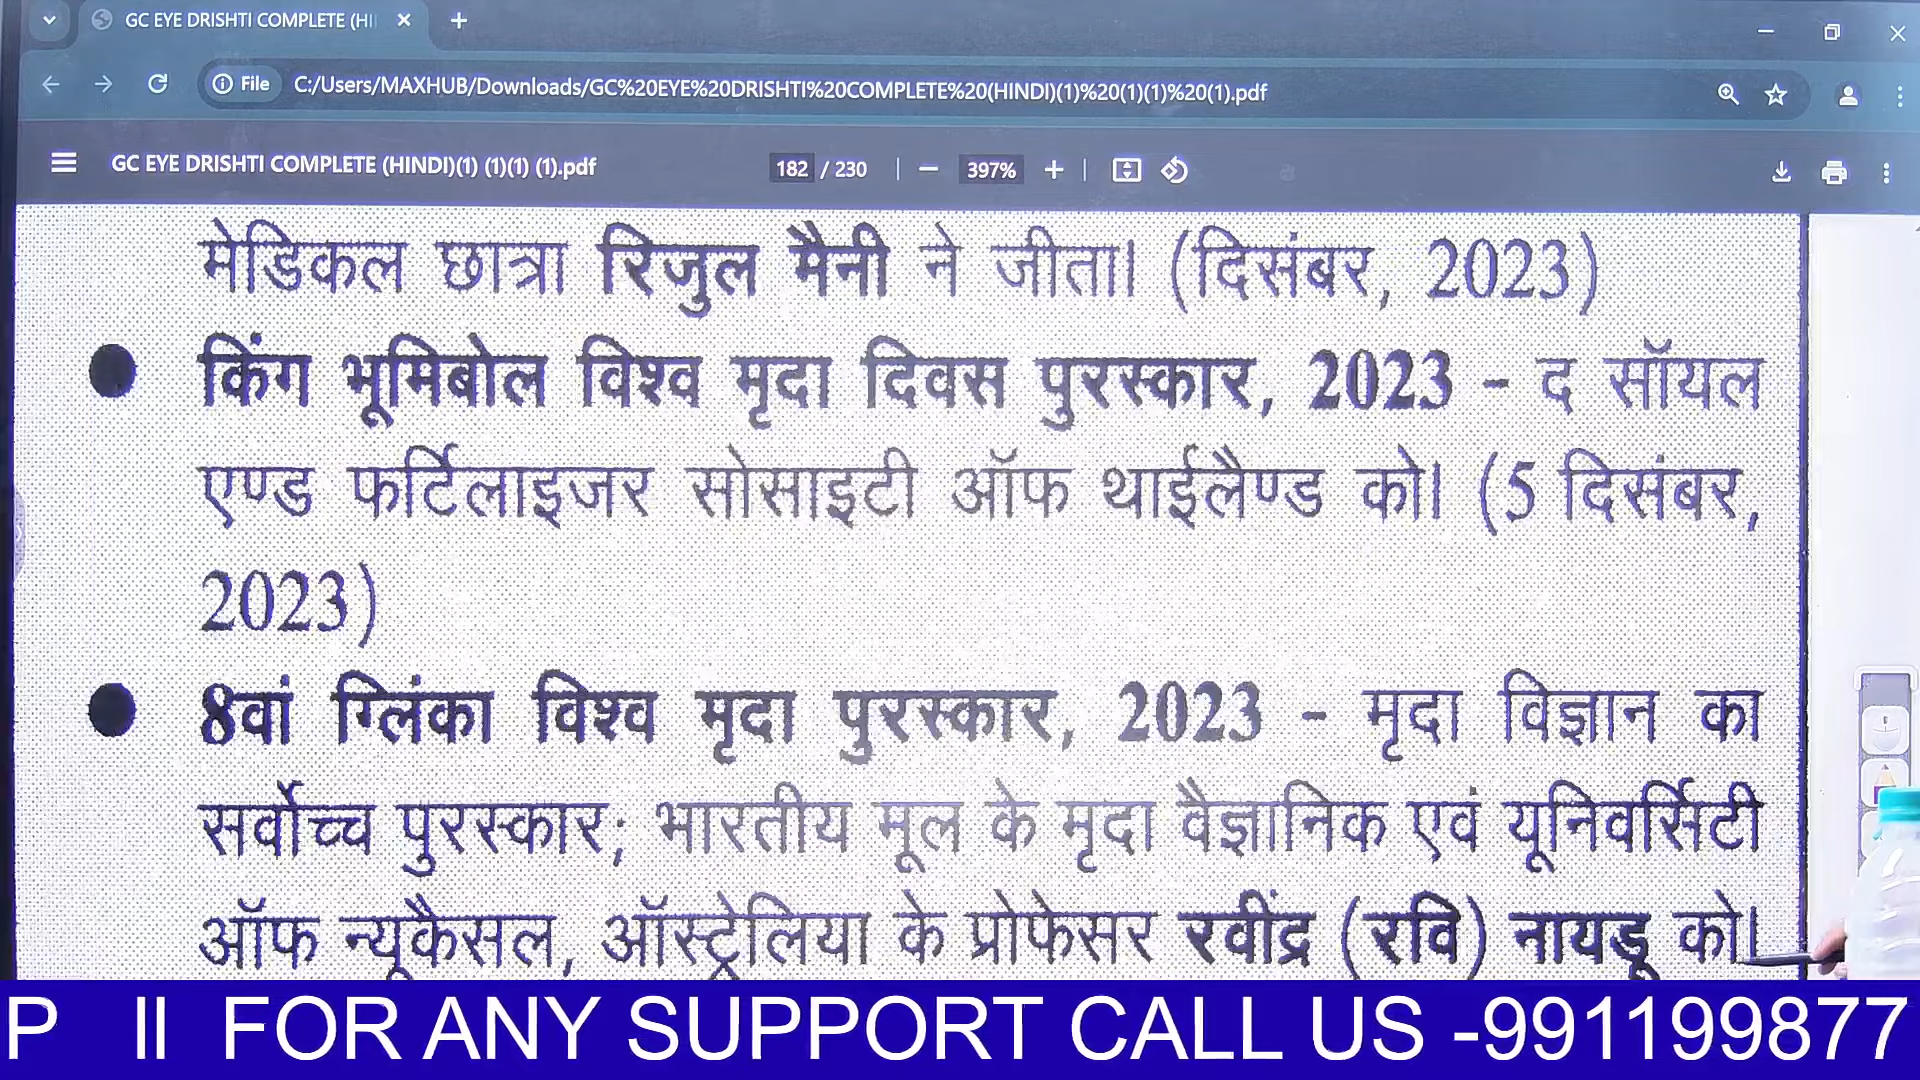 GC EYE DRISHTI COMPLETE (HI
File C:/Users/MAXHUB/Downloads/GC%20EYE%20DRISHTI%20COMPLETE%20(HINDI)(1)%20(1)(1)%20(1).pdf
GC EYE DRISHTI COMPLETE (HINDI)(1) (1)(1) (1).pdf 182 / 230 397%
मेडिकल छात्रा रिजुल मैनी ने जीता। (दिसंबर, 2023)
● किंग भूमिबोल विश्व मृदा दिवस पुरस्कार, 2023 - द सॉयल
एण्ड फर्टिलाइजर सोसाइटी ऑफ थाईलैण्ड को। (5 दिसंबर,
2023)
● 8वां ग्लिंका विश्व मृदा पुरस्कार, 2023 - मृदा विज्ञान का
सर्वोच्च पुरस्कार; भारतीय मूल के मृदा वैज्ञानिक एवं यूनिवर्सिटी
ऑफ न्यूकैसल, ऑस्ट्रेलिया के प्रोफेसर रवींद्र (रवि) नायडू को।
P II FOR ANY SUPPORT CALL US -991199877